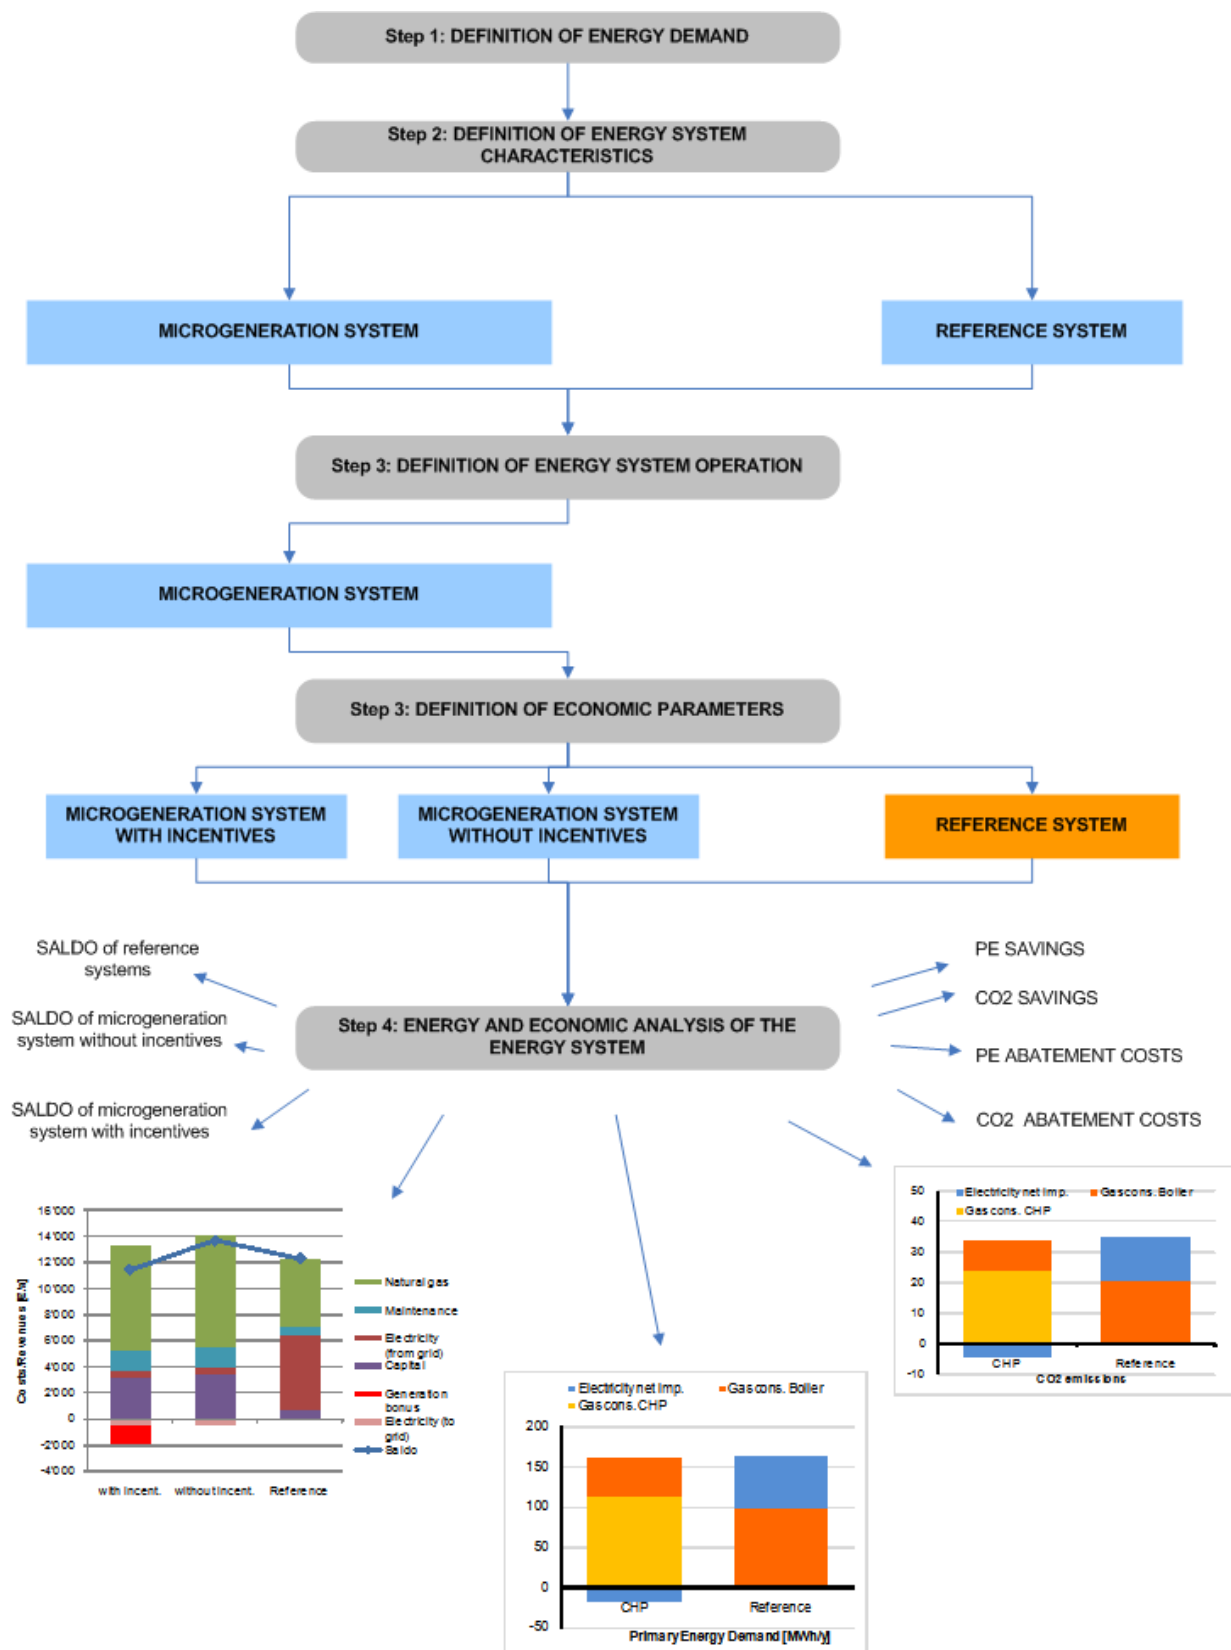 Step 1: DEFINITION OF ENERGY DEMAND
Step 2: DEFINITION OF ENERGY SYSTEM
CHARACTERISTICS
MICROGENERATION SYSTEM
REFERENCE SYSTEM
Step 3: DEFINITION OF ENERGY SYSTEM OPERATION
MICROGENERATION SYSTEM
Step 3: DEFINITION OF ECONOMIC PARAMETERS
MICROGENERATION SYSTEM
WITH INCENTIVES
MICROGENERATION SYSTEM
WITHOUT INCENTIVES
REFERENCE SYSTEM
SALDO of reference
systems
SALDO of microgeneration
system without incentives
SALDO of microgeneration
system with incentives
Step 4: ENERGY AND ECONOMIC ANALYSIS OF THE
ENERGY SYSTEM
PE SAVINGS
CO2 SAVINGS
PE ABATEMENT COSTS
CO2 ABATEMENT COSTS
Costs/Revenues [E/a]
16'000
14'000
12'000
10'000
8'000
6'000
4'000
2'000
0
-2'000
-4'000
with Incent.
without Incent.
Reference
Natural gas
Maintenance
Electricity
(from grid)
Capital
Generation
bonus
Electricity (to
grid)
Saldo
Electricity net Imp.
Gas cons. Boiler
Gas cons. CHP
200
150
100
50
0
-50
CHP
Reference
Primary Energy Demand [MWh/y]
50
Electricity net Imp.
Gas cons. Boiler
40
Gas cons. CHP
30
20
10
0
-10
CHP
Reference
CO2 emissions